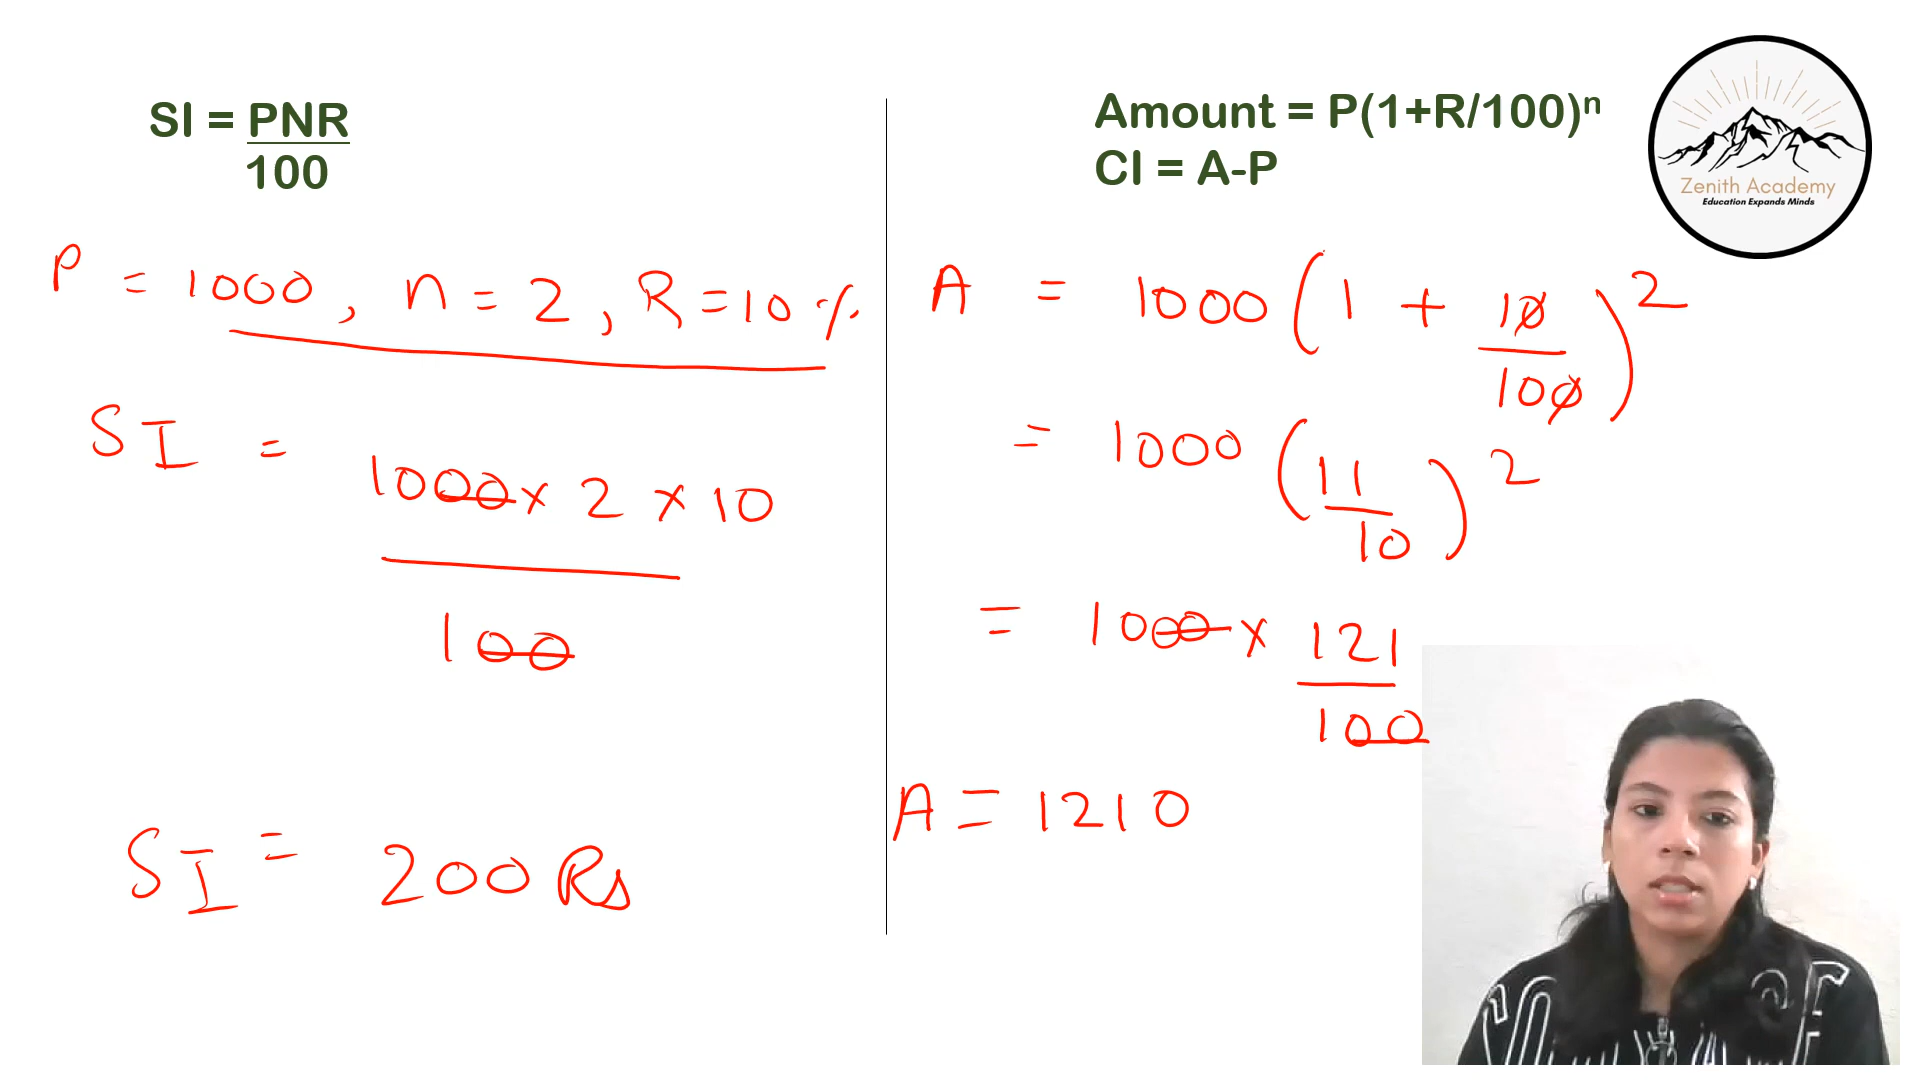 SI = PNR
100
P = 1000, n = 2, R = 10 %
SI =
1000 x 2 x 10
100
SI = 200 Rs
Amount = P(1+R/100)ⁿ
CI = A-P
Zenith Academy
Education Expands Minds
A = 1000 (1 + 10/100)²
= 1000 (11/10)²
= 1000 x 121/100
A = 1210